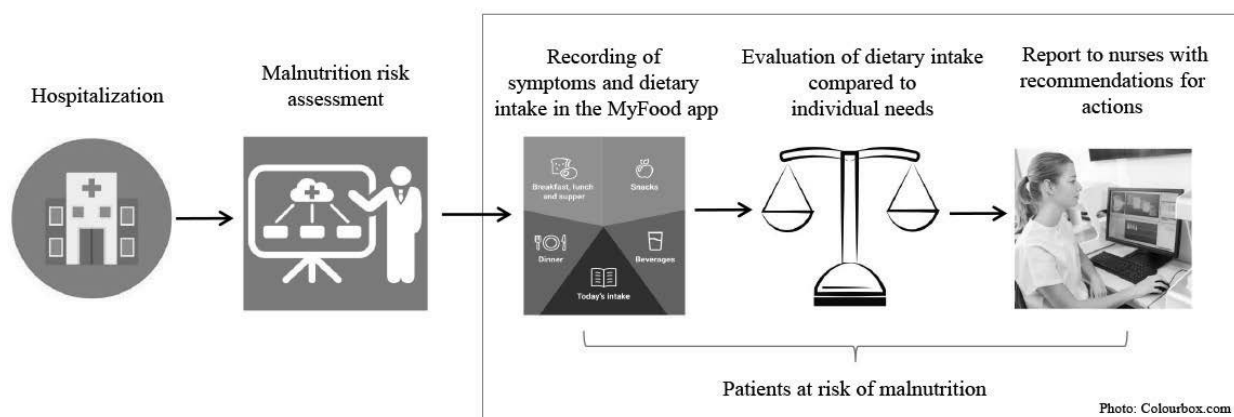 Hospitalization
Malnutrition risk
assessment
Recording of
symptoms and dietary
intake in the MyFood app
Evaluation of dietary intake
compared to
individual needs
Report to nurses with
recommendations for
actions
Breakfast, lunch
and supper
Snacks
Dinner
Beverages
Today's intake
Patients at risk of malnutrition
Photo: Colourbox.com